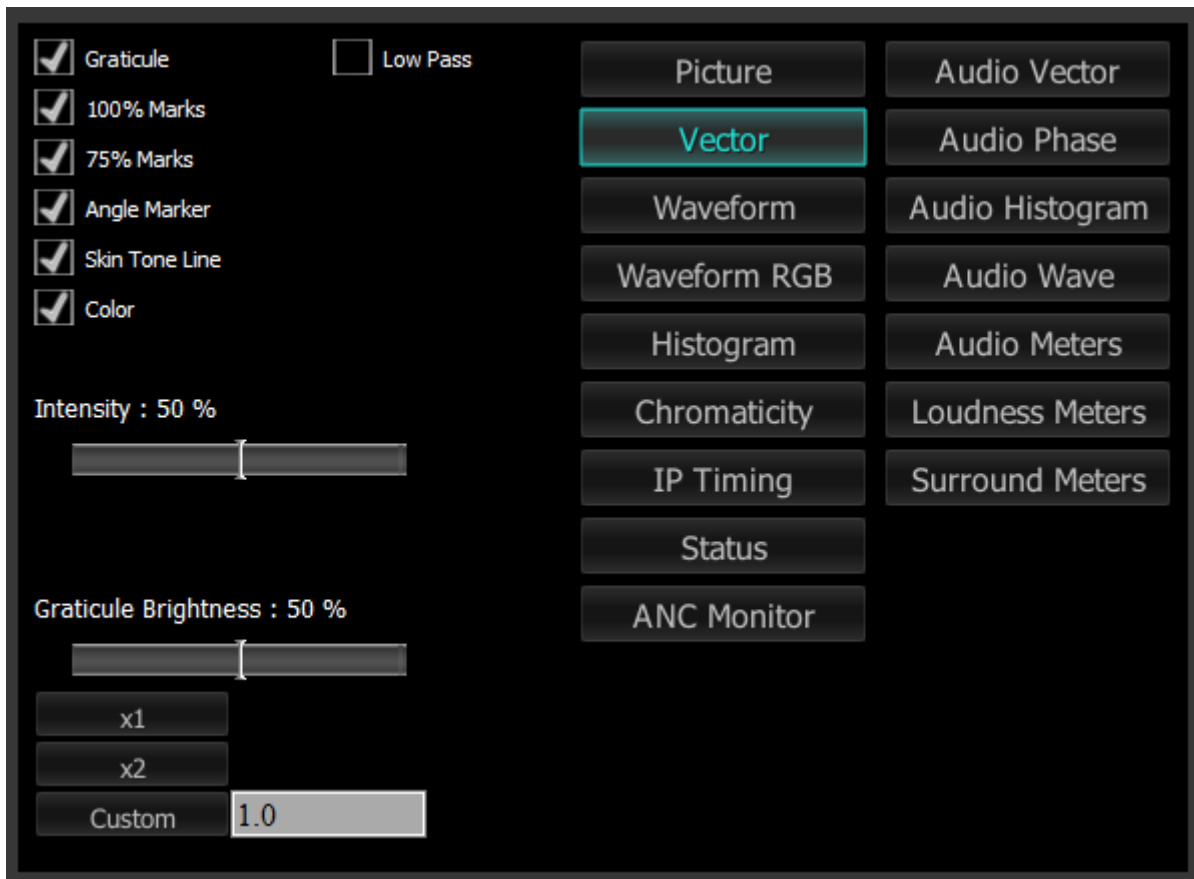 Graticule
Low Pass
100% Marks
75% Marks
Angle Marker
Skin Tone Line
Color
Intensity : 50 %
Graticule Brightness : 50 %
x1
x2
Custom
1.0
Picture
Vector
Waveform
Waveform RGB
Histogram
Chromaticity
IP Timing
Status
ANC Monitor
Audio Vector
Audio Phase
Audio Histogram
Audio Wave
Audio Meters
Loudness Meters
Surround Meters